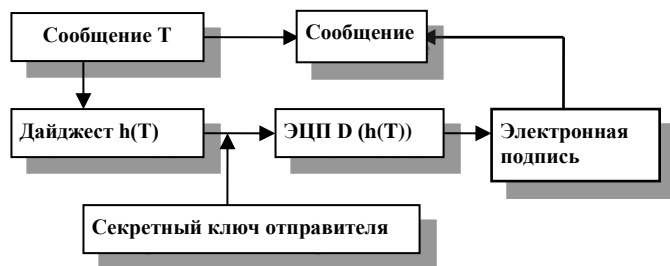 Сообщение Т
Сообщение
Дайджест h(Т)
ЭЦП D (h(Т))
Электронная
подпись
Секретный ключ отправителя